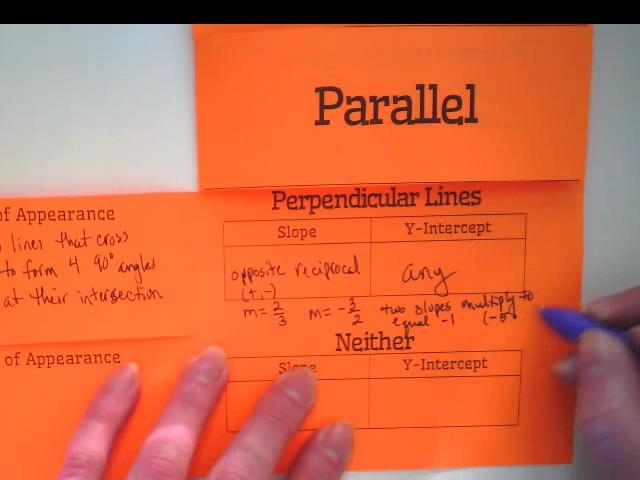 Parallel
of Appearance
lines that cross
to form 4 90° angles
at their intersection
Perpendicular Lines
Slope Y-Intercept
opposite reciprocal any
(+,-)
m=2/3 m=-3/2 two slopes multiply to
equal -1 (-5
of Appearance
Neither
Slope Y-Intercept